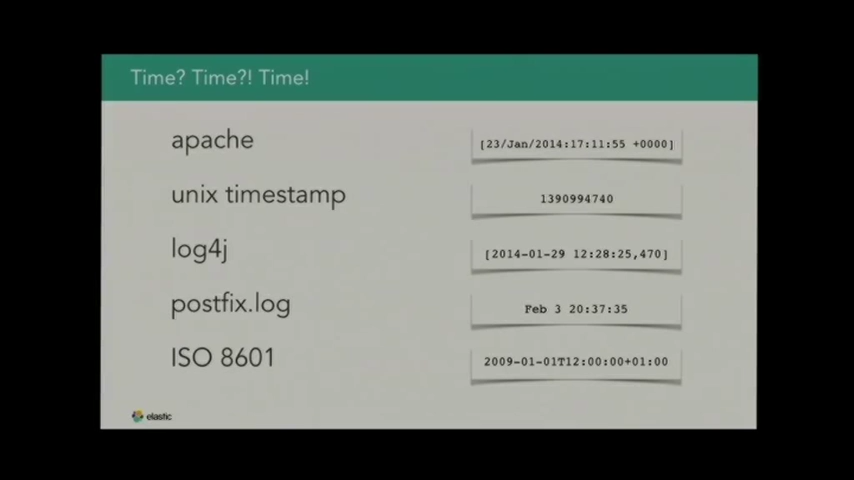 Time? Time?! Time!
apache [23/Jan/2014:17:11:55 +0000]
unix timestamp 1390994740
log4j [2014-01-29 12:28:25,470]
postfix.log Feb 3 20:37:35
ISO 8601 2009-01-01T12:00:00+01:00
elastic